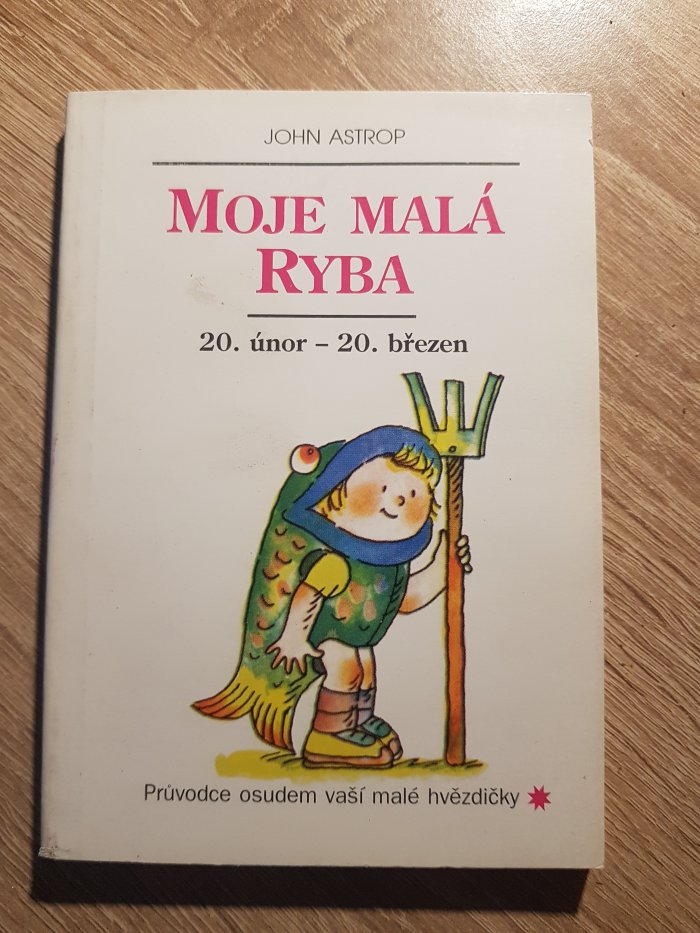 JOHN ASTROP
MOJE MALÁ
RYBA
20. únor – 20. březen
Průvodce osudem vaší malé hvězdičky